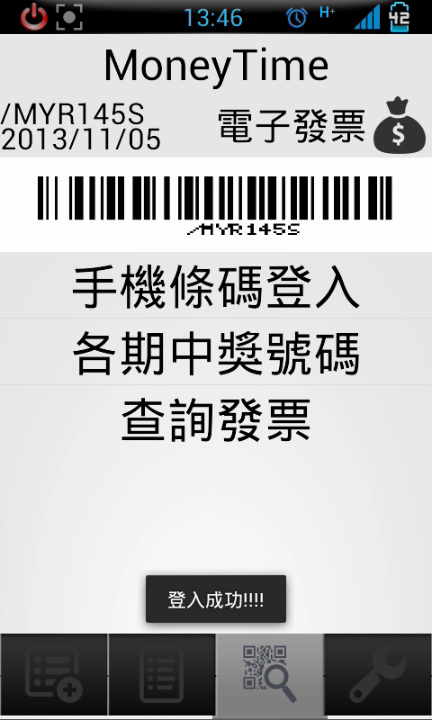 13:46
H+
42
MoneyTime
/MYR145S
2013/11/05
電子發票
$
/MYR145S
手機條碼登入
各期中獎號碼
查詢發票
登入成功!!!!